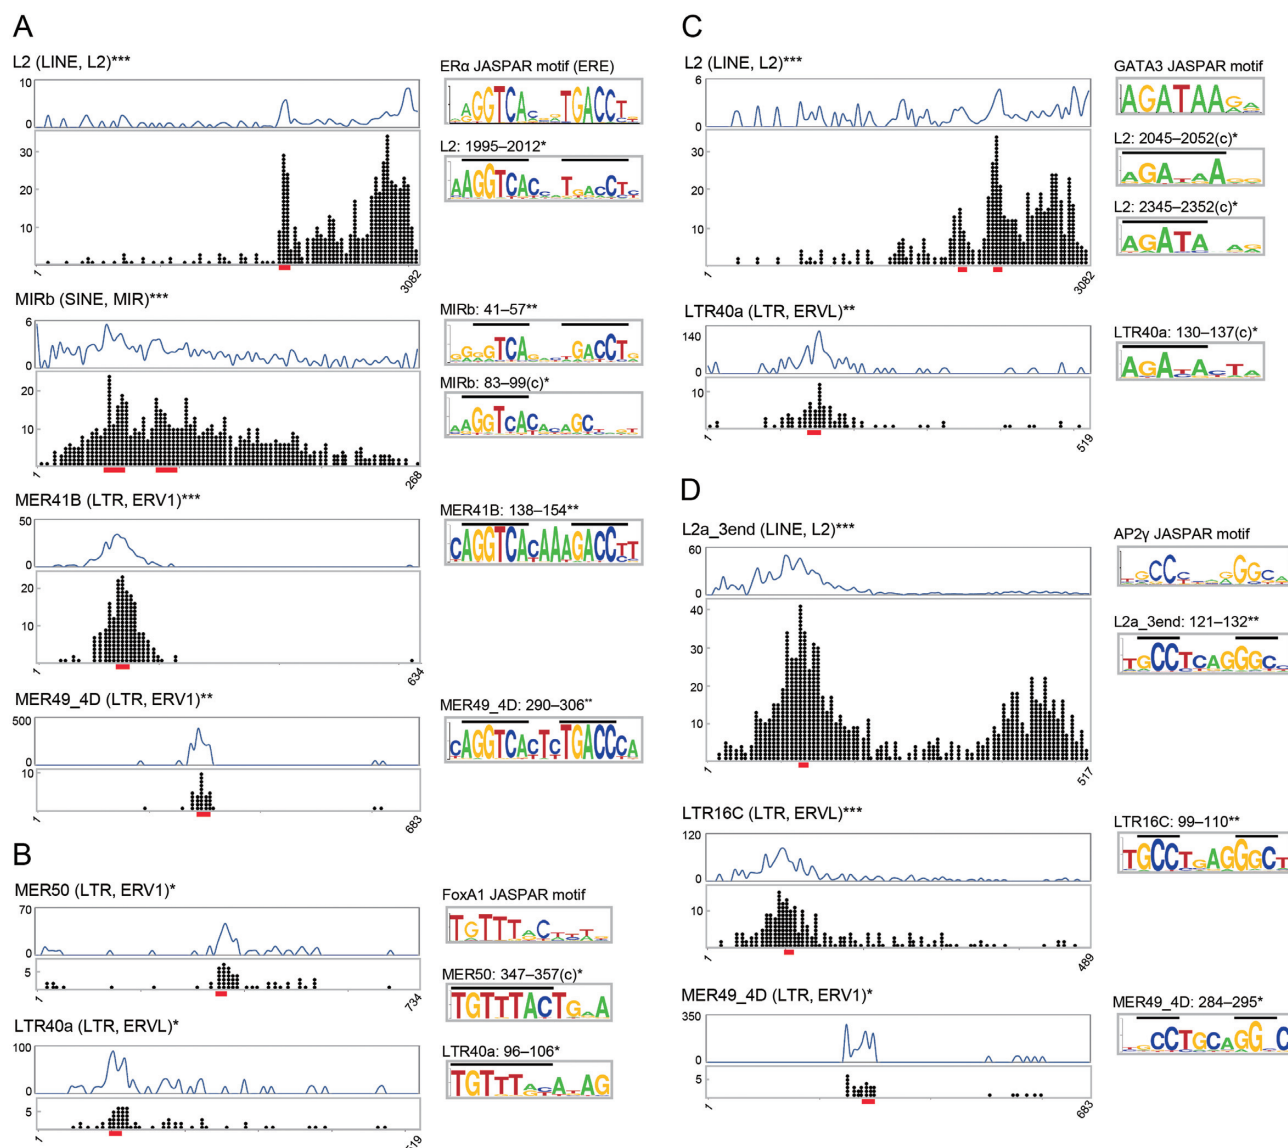 A
L2 (LINE, L2)***
10
0
30
20
10
1
3082
ERα JASPAR motif (ERE)
L2: 1995–2012*
MIRb (SINE, MIR)***
6
0
20
10
1
268
MIRb: 41–57**
MIRb: 83–99(c)*
MER41B (LTR, ERV1)***
50
0
20
10
1
634
MER41B: 138–154**
MER49_4D (LTR, ERV1)**
500
0
10
1
683
MER49_4D: 290–306**
B
MER50 (LTR, ERV1)*
70
0
5
1
734
FoxA1 JASPAR motif
MER50: 347–357(c)*
LTR40a (LTR, ERVL)*
100
0
5
1
519
LTR40a: 96–106*
C
L2 (LINE, L2)***
6
0
30
20
10
1
3082
GATA3 JASPAR motif
L2: 2045–2052(c)*
L2: 2345–2352(c)*
LTR40a (LTR, ERVL)**
140
0
10
1
519
LTR40a: 130–137(c)*
D
L2a_3end (LINE, L2)***
60
0
40
30
20
10
1
517
AP2γ JASPAR motif
L2a_3end: 121–132**
LTR16C (LTR, ERVL)***
120
0
10
1
489
LTR16C: 99–110**
MER49_4D (LTR, ERV1)*
350
0
5
1
683
MER49_4D: 284–295*